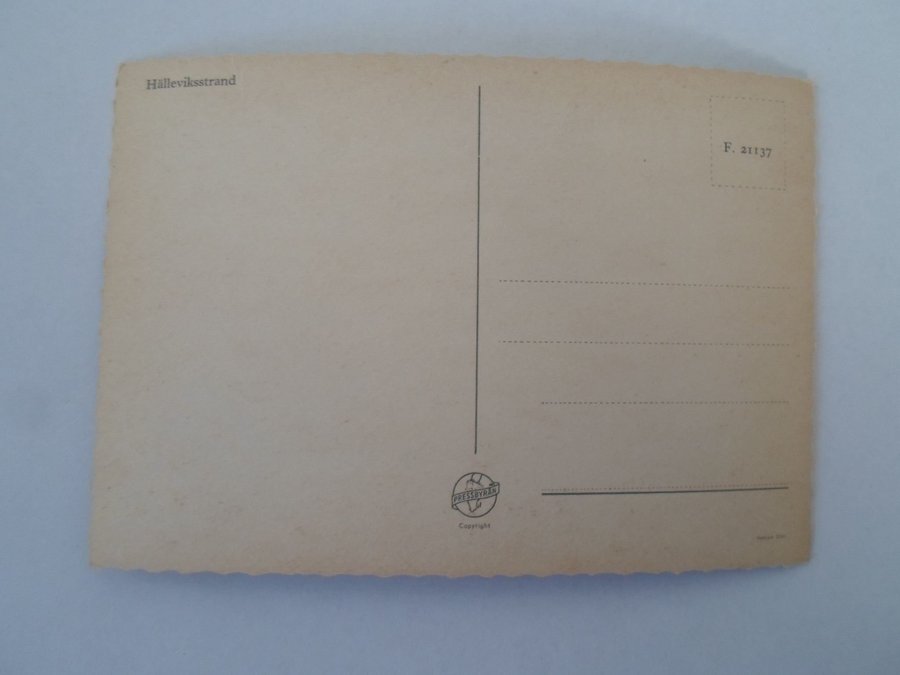 Hälleviksstrand
F. 21137
PRESSBYRÅN
Copyright